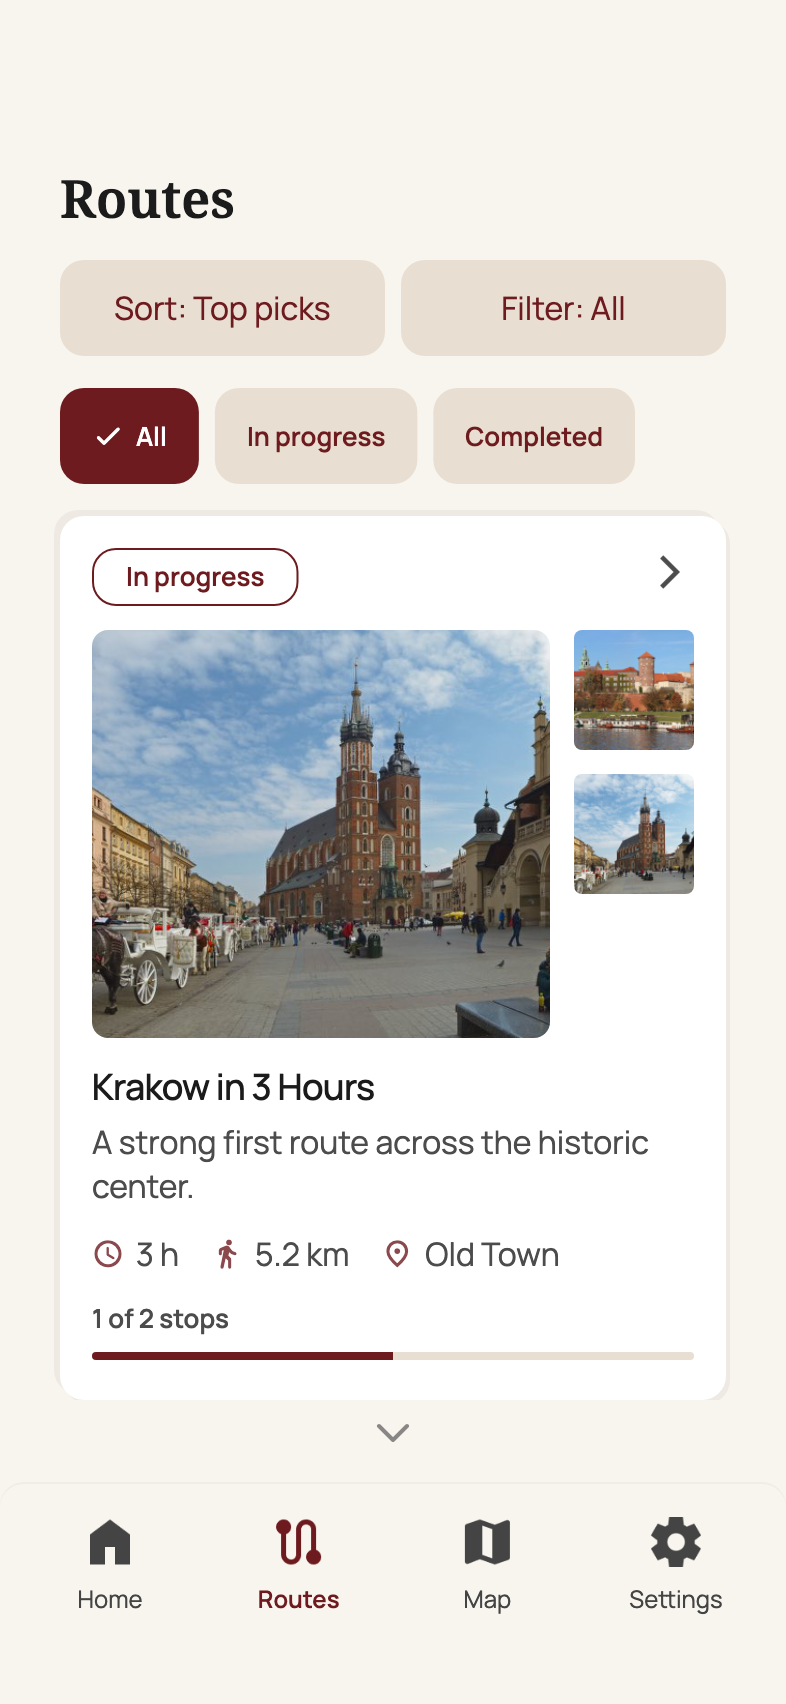 Routes
Sort: Top picks
Filter: All
All
In progress
Completed
In progress
Krakow in 3 Hours
A strong first route across the historic
center.
3 h
5.2 km
Old Town
1 of 2 stops
Home
Routes
Map
Settings